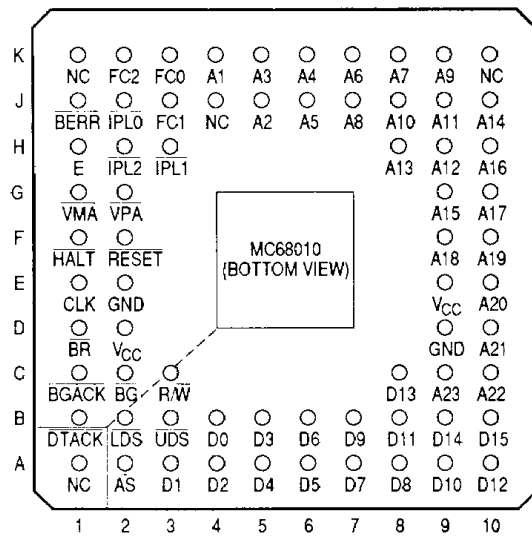 K
NC FC2 FC0 A1 A3 A4 A6 A7 A9 NC
J
BERR IPL0 FC1 NC A2 A5 A8 A10 A11 A14
H
E IPL2 IPL1 A13 A12 A16
G
VMA VPA A15 A17
MC68010
(BOTTOM VIEW)
F
HALT RESET A18 A19
E
CLK GND VCC A20
D
BR VCC GND A21
C
BGACK BG R/W D13 A23 A22
B
DTACK LDS UDS D0 D3 D6 D9 D11 D14 D15
A
NC AS D1 D2 D4 D5 D7 D8 D10 D12
1 2 3 4 5 6 7 8 9 10